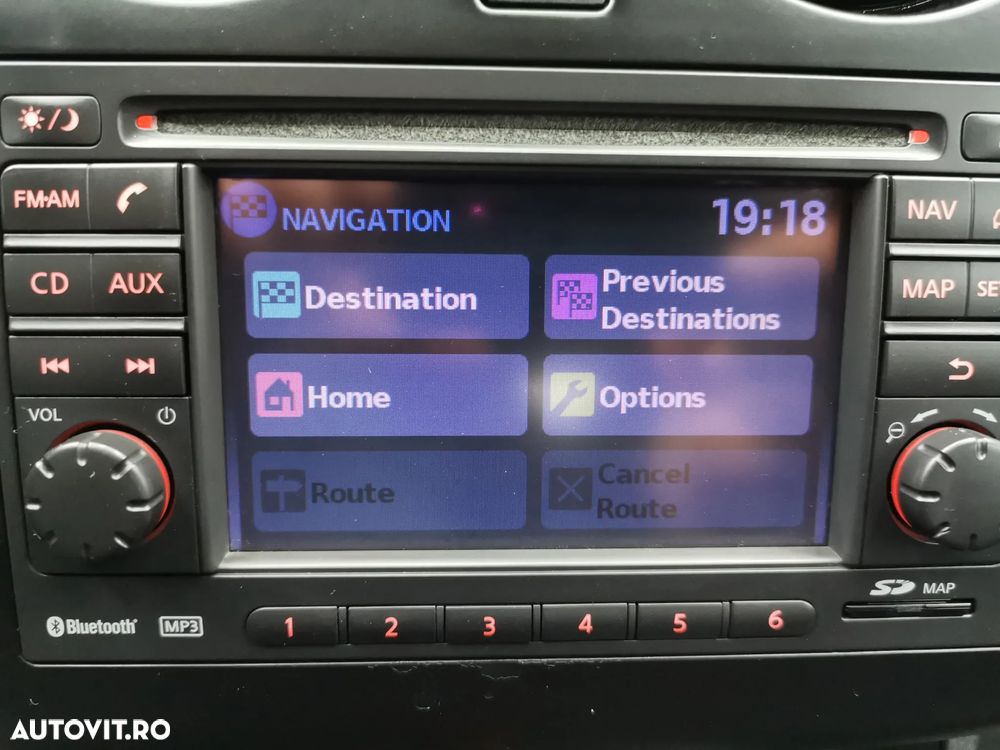 FM•AM
CD
AUX
VOL
NAVIGATION
19:18
Destination
Previous
Destinations
Home
Options
Route
Cancel
Route
NAV
MAP
Bluetooth®
MP3
1
2
3
4
5
6
SD MAP
AUTOVIT.RO